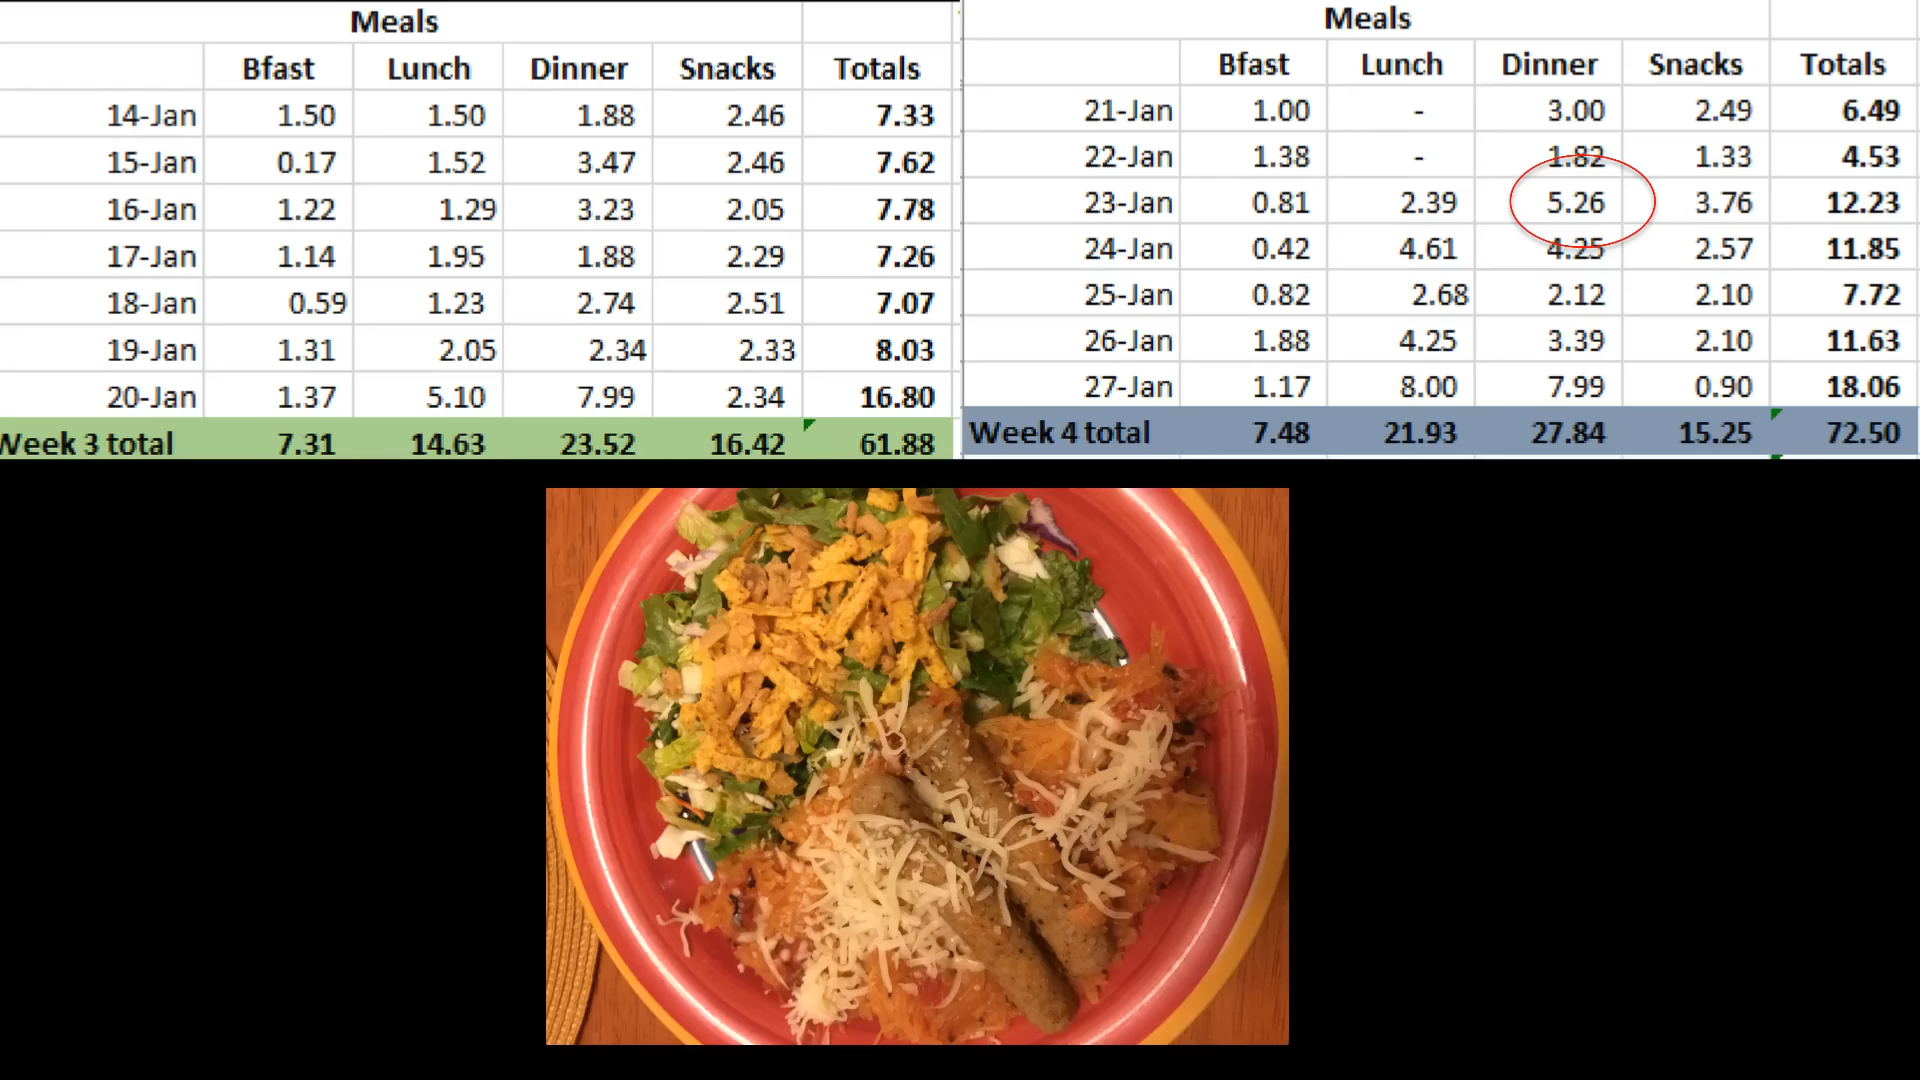 Meals
Bfast Lunch Dinner Snacks Totals
14-Jan 1.50 1.50 1.88 2.46 7.33
15-Jan 0.17 1.52 3.47 2.46 7.62
16-Jan 1.22 1.29 3.23 2.05 7.78
17-Jan 1.14 1.95 1.88 2.29 7.26
18-Jan 0.59 1.23 2.74 2.51 7.07
19-Jan 1.31 2.05 2.34 2.33 8.03
20-Jan 1.37 5.10 7.99 2.34 16.80
Week 3 total 7.31 14.63 23.52 16.42 61.88
Meals
Bfast Lunch Dinner Snacks Totals
21-Jan 1.00 - 3.00 2.49 6.49
22-Jan 1.38 - 1.82 1.33 4.53
23-Jan 0.81 2.39 5.26 3.76 12.23
24-Jan 0.42 4.61 4.25 2.57 11.85
25-Jan 0.82 2.68 2.12 2.10 7.72
26-Jan 1.88 4.25 3.39 2.10 11.63
27-Jan 1.17 8.00 7.99 0.90 18.06
Week 4 total 7.48 21.93 27.84 15.25 72.50